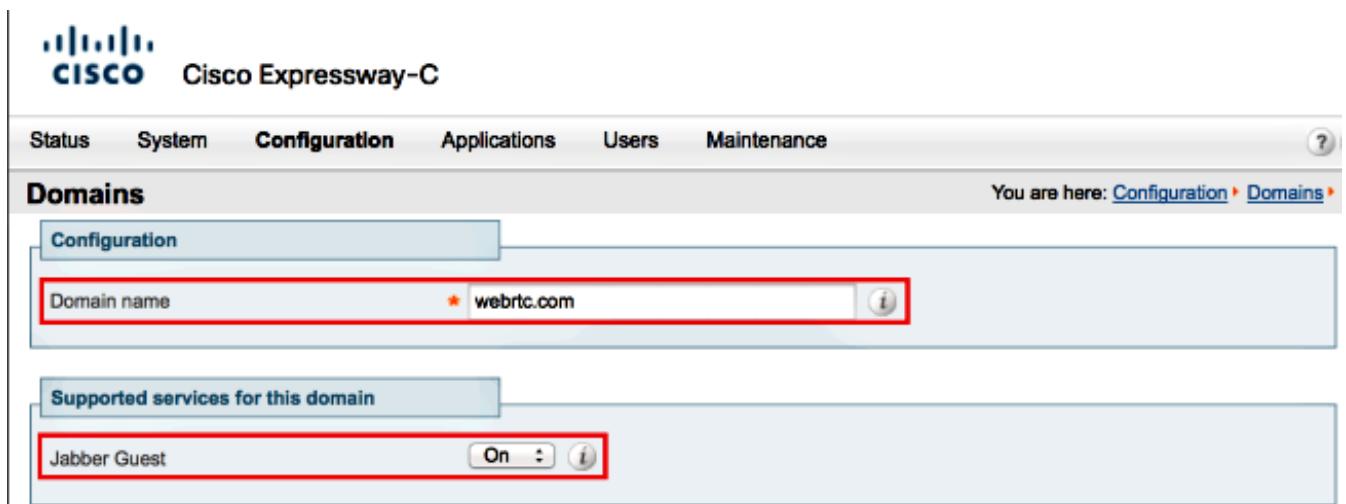 CISCO Cisco Expressway-C
Status System Configuration Applications Users Maintenance ?
Domains You are here: Configuration Domains
Configuration
Domain name * webrtc.com i
Supported services for this domain
Jabber Guest On i